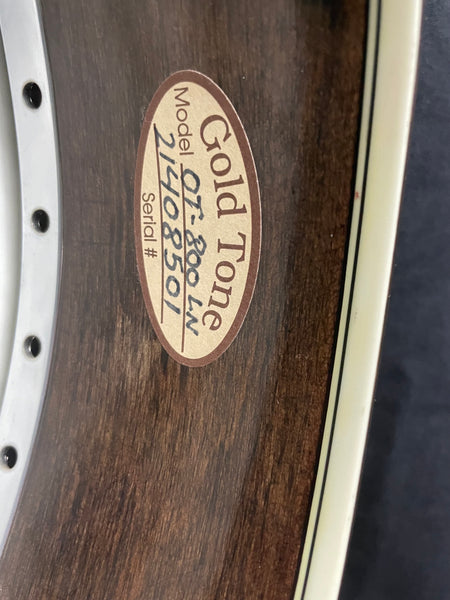 Gold Tone
Model OT-800 LN
21408501
Serial #